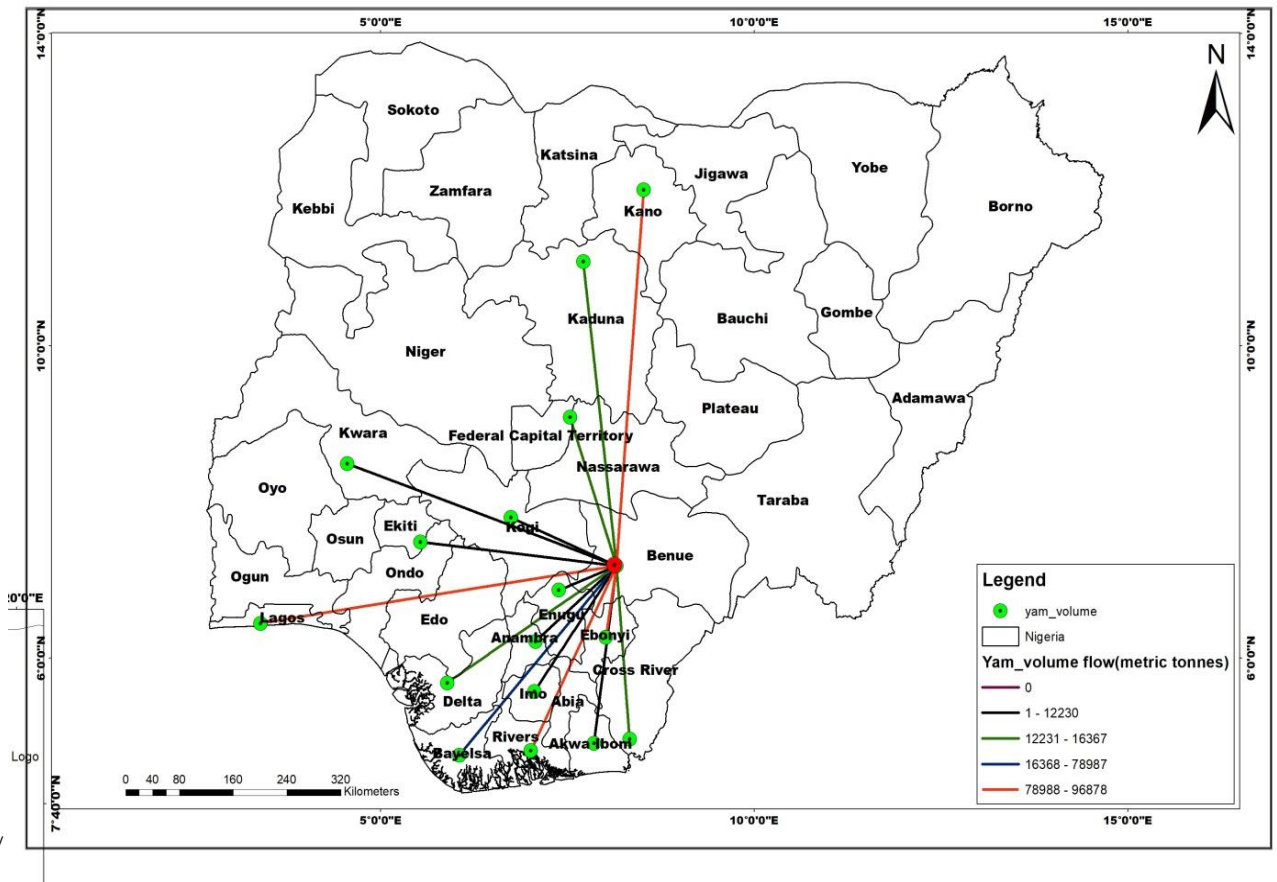 5°0'0"E 10°0'0"E 15°0'0"E
14°0'0"N 14°0'0"N
N
Sokoto
Katsina
Jigawa
Yobe
Zamfara
Kebbi
Kano
Borno
Kaduna
Bauchi
Gombe
Niger
10°0'0"N 10°0'0"N
Adamawa
Plateau
Kwara
Federal Capital Territory
Nassarawa
Oyo
Taraba
Ekiti
Kogi
Osun
Benue
Ogun
Ondo
20'0"E
Lagos
Edo
Enugu
Anambra
Ebonyi
6°0'0"N 6°0'0"N
Cross River
Delta
Imo
Abia
Rivers
Akwa Ibom
Bayelsa
Logo
Legend
yam_volume
Nigeria
Yam_volume flow(metric tonnes)
0
1 - 12230
12231 - 16367
16368 - 78987
78988 - 96878
0 40 80 160 240 320
Kilometers
7°40'0"N
5°0'0"E 10°0'0"E 15°0'0"E